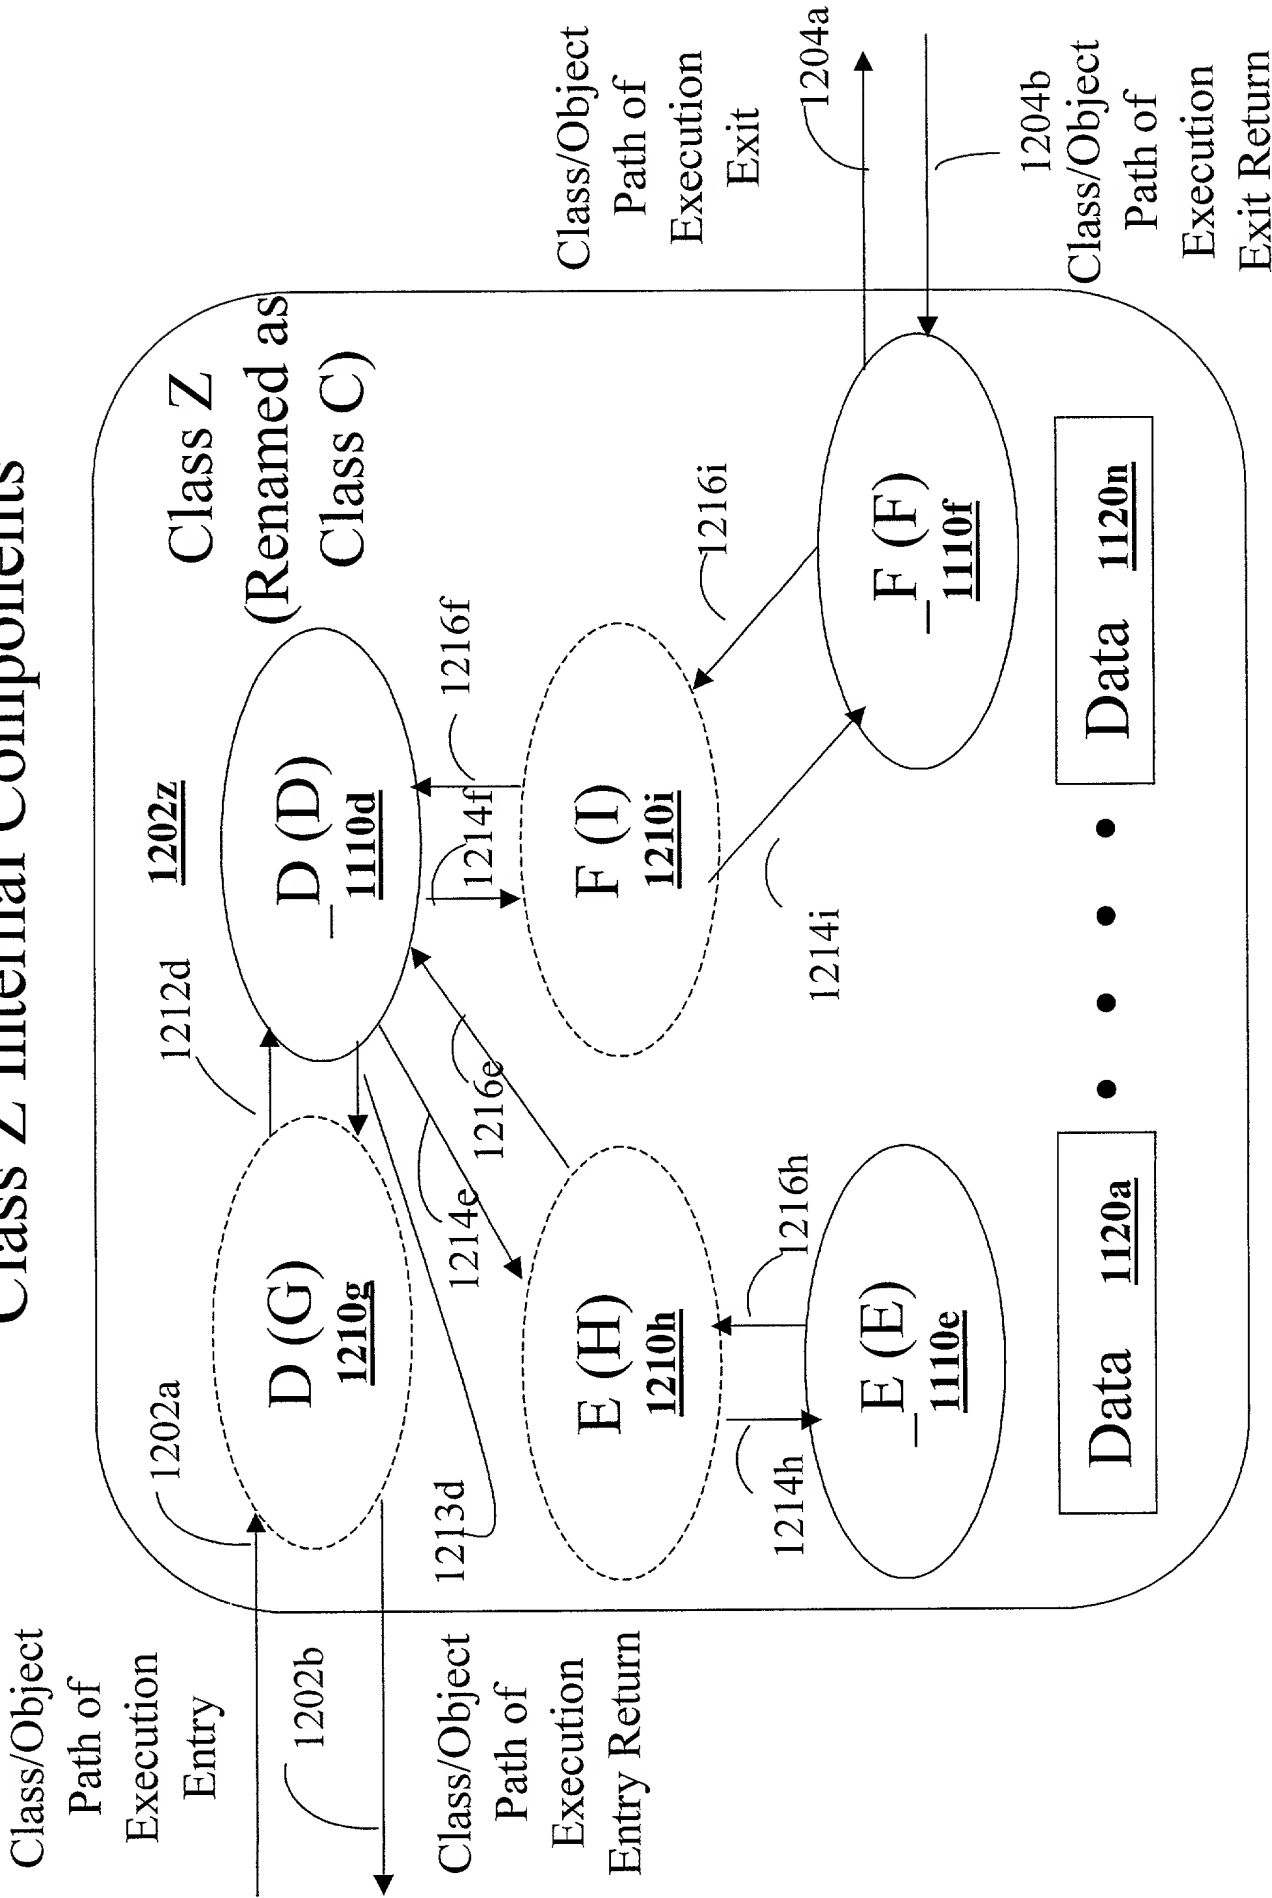 Class Z Internal Components
Class/Object
Path of
Execution
Entry
1202a
1212d
1202z
Class Z
(Renamed as
Class C)
D (G)
1210g
_D (D)
1110d
1202b
Class/Object
Path of
Execution
Entry Return
1213d
1214e
1216e
1214f
1216f
Class/Object
Path of
Execution
Exit
E (H)
1210h
F (I)
1210i
1216i
1204a
1214h
1216h
1214i
_E (E)
1110e
_F (F)
1110f
1204b
Class/Object
Path of
Execution
Exit Return
Data 1120a
Data 1120n